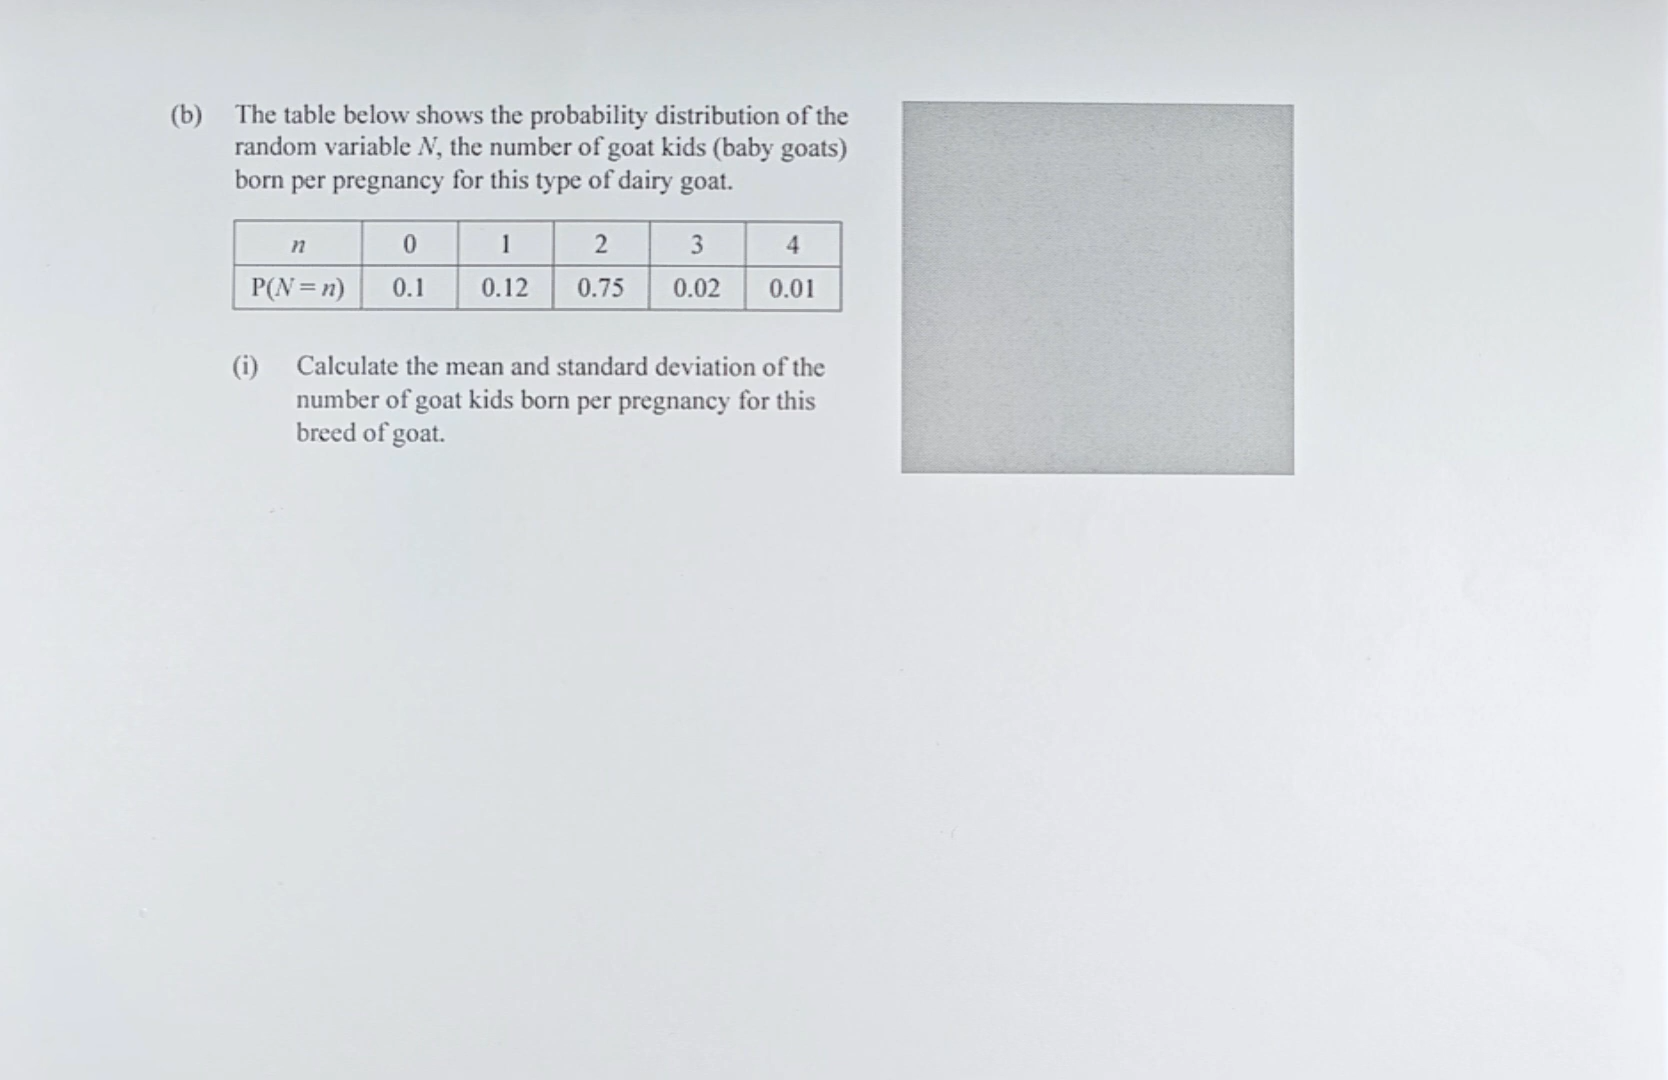 (b) The table below shows the probability distribution of the
random variable N, the number of goat kids (baby goats)
born per pregnancy for this type of dairy goat.
n 0 1 2 3 4
P(N = n) 0.1 0.12 0.75 0.02 0.01
(i) Calculate the mean and standard deviation of the
number of goat kids born per pregnancy for this
breed of goat.